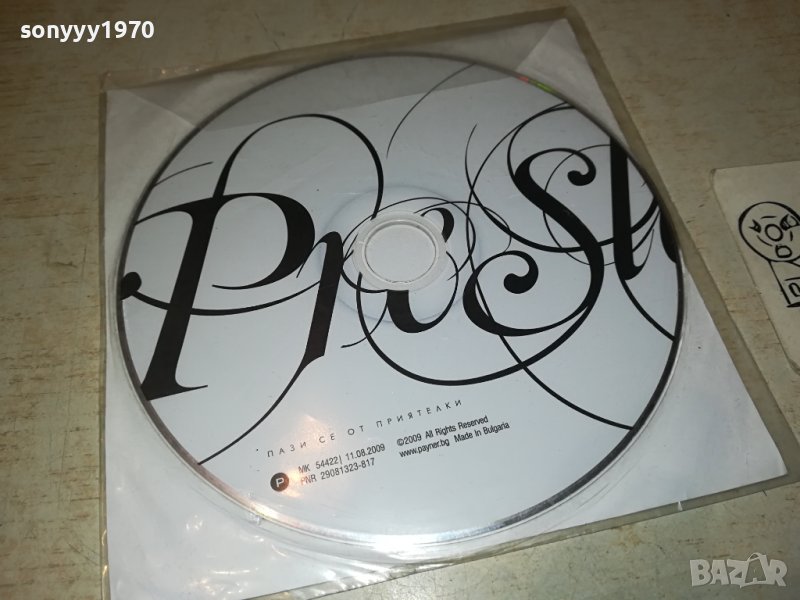 sonyyy1970
ПАЗИ СЕ ОТ ПРИЯТЕЛКИ
MK 54422 | 11.08.2009 ©2009 All Rights Reserved
PNR 29081323-817 www.payner.bg Made In Bulgaria
P
BAZAR